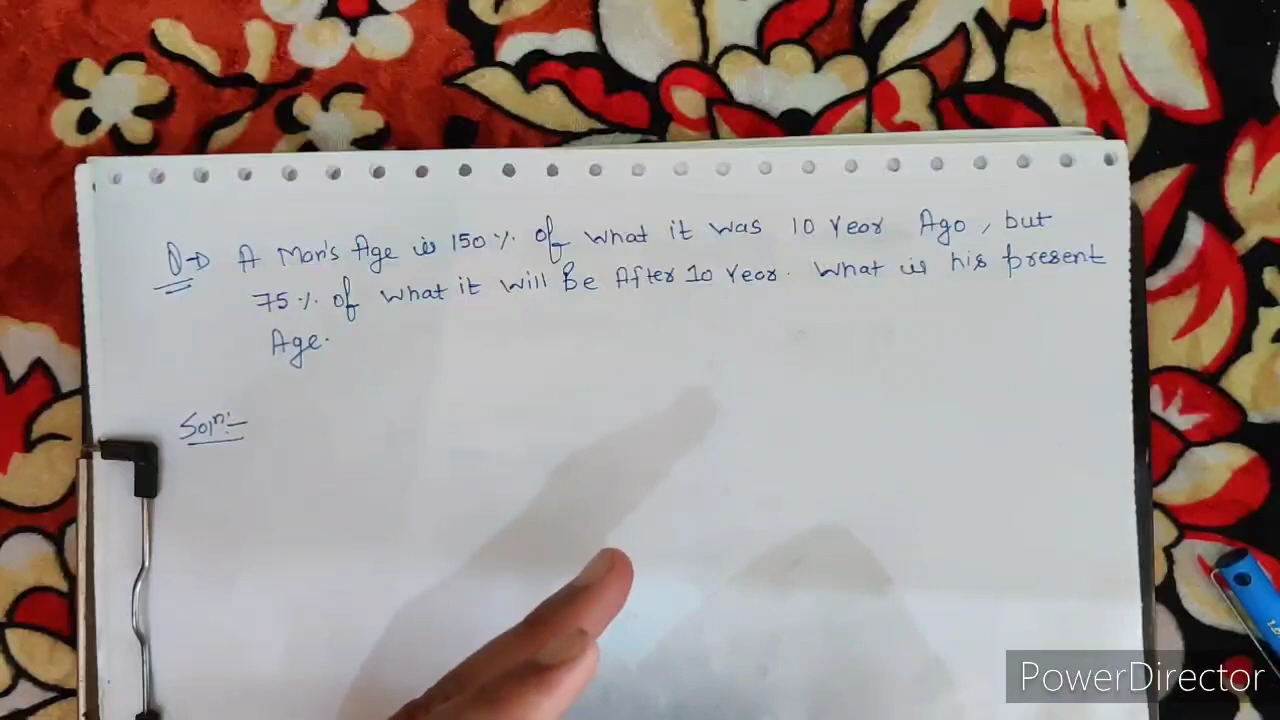 Q→ A Man's Age is 150% of what it was 10 Year Ago, but
75% of what it will Be After 10 Year. What is his present
Age.
Solⁿ:-
PowerDirector